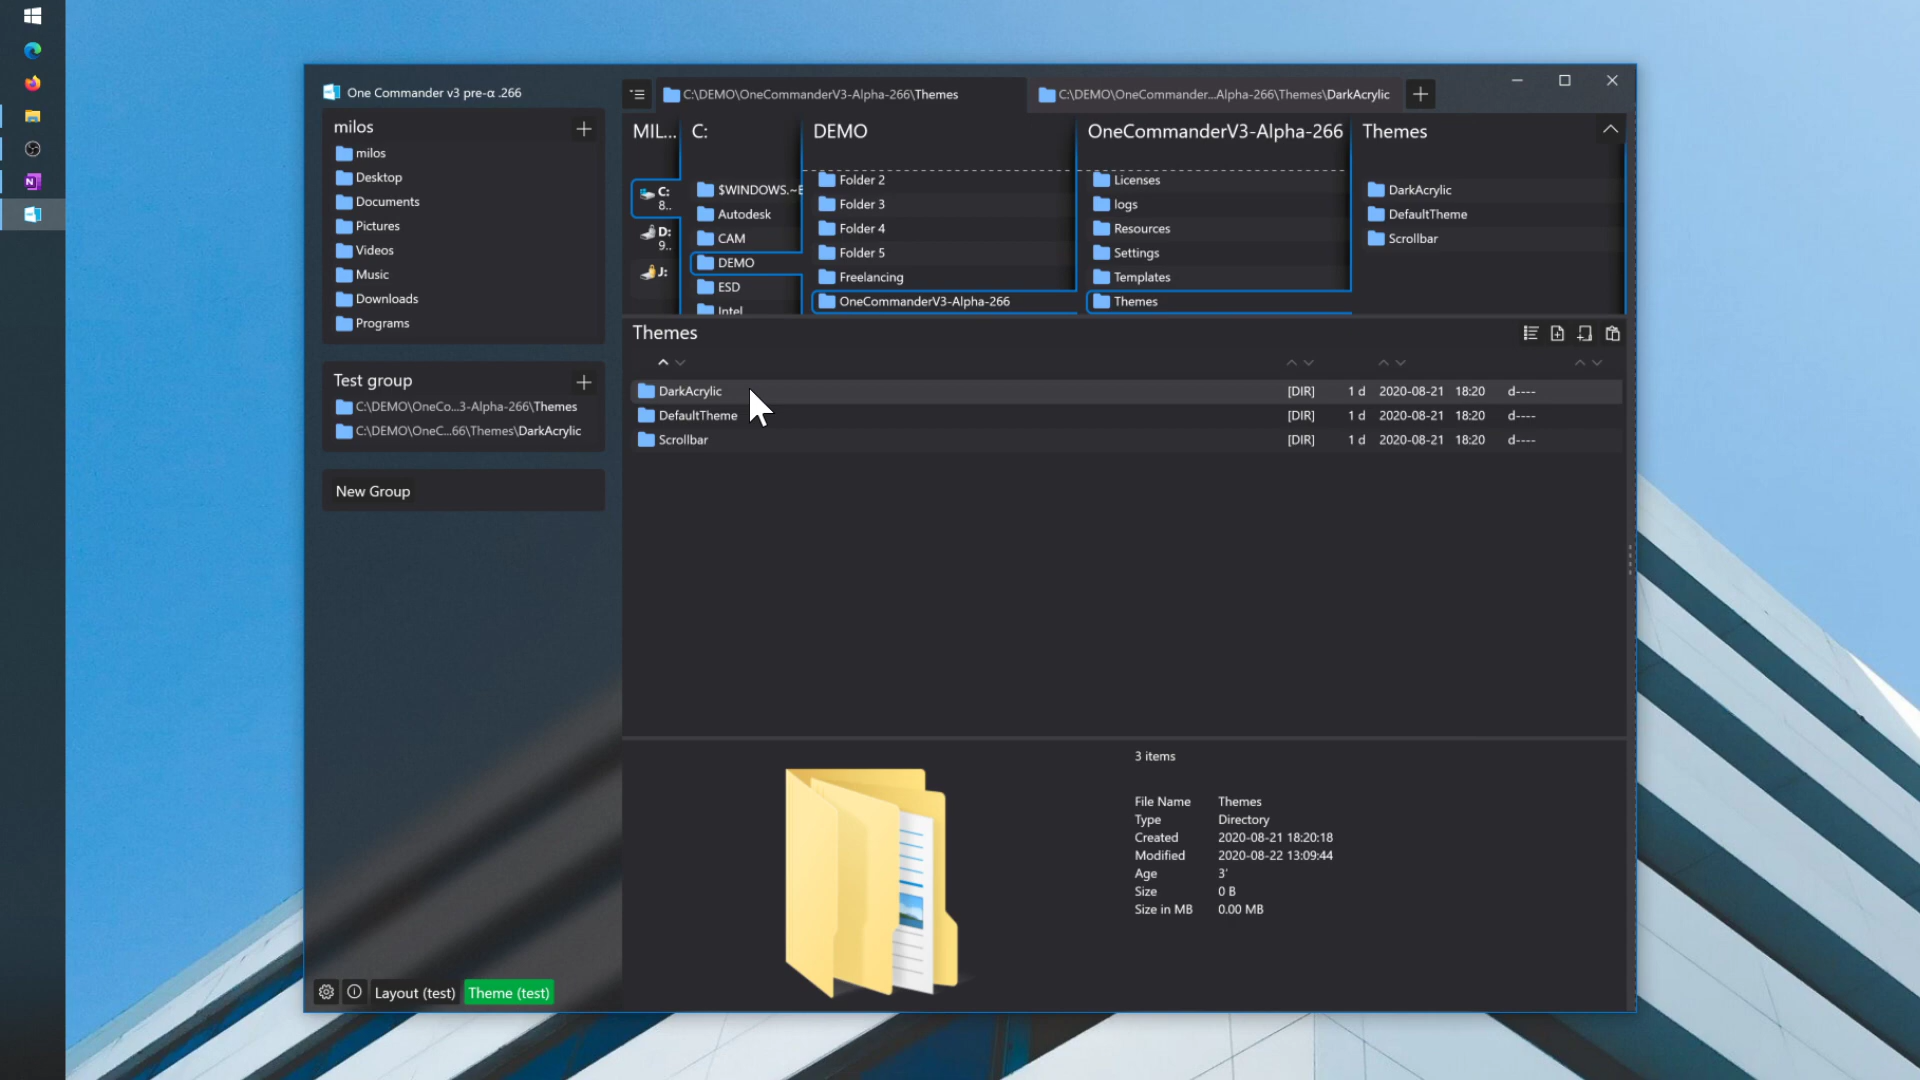 One Commander v3 pre-α .266
milos
milos
Desktop
Documents
Pictures
Videos
Music
Downloads
Programs
Test group
C:\DEMO\OneCo...3-Alpha-266\Themes
C:\DEMO\OneC...66\Themes\DarkAcrylic
New Group
Layout (test) Theme (test)
C:\DEMO\OneCommanderV3-Alpha-266\Themes
C:\DEMO\OneCommander...Alpha-266\Themes\DarkAcrylic
MIL...
C:
8..
D:
9..
J:
C:
$WINDOWS.~B
Autodesk
CAM
DEMO
ESD
Intel
DEMO
Folder 2
Folder 3
Folder 4
Folder 5
Freelancing
OneCommanderV3-Alpha-266
OneCommanderV3-Alpha-266
Licenses
logs
Resources
Settings
Templates
Themes
Themes
DarkAcrylic
DefaultTheme
Scrollbar
Themes
DarkAcrylic [DIR] 1 d 2020-08-21 18:20 d----
DefaultTheme [DIR] 1 d 2020-08-21 18:20 d----
Scrollbar [DIR] 1 d 2020-08-21 18:20 d----
3 items
File Name Themes
Type Directory
Created 2020-08-21 18:20:18
Modified 2020-08-22 13:09:44
Age 3'
Size 0 B
Size in MB 0.00 MB